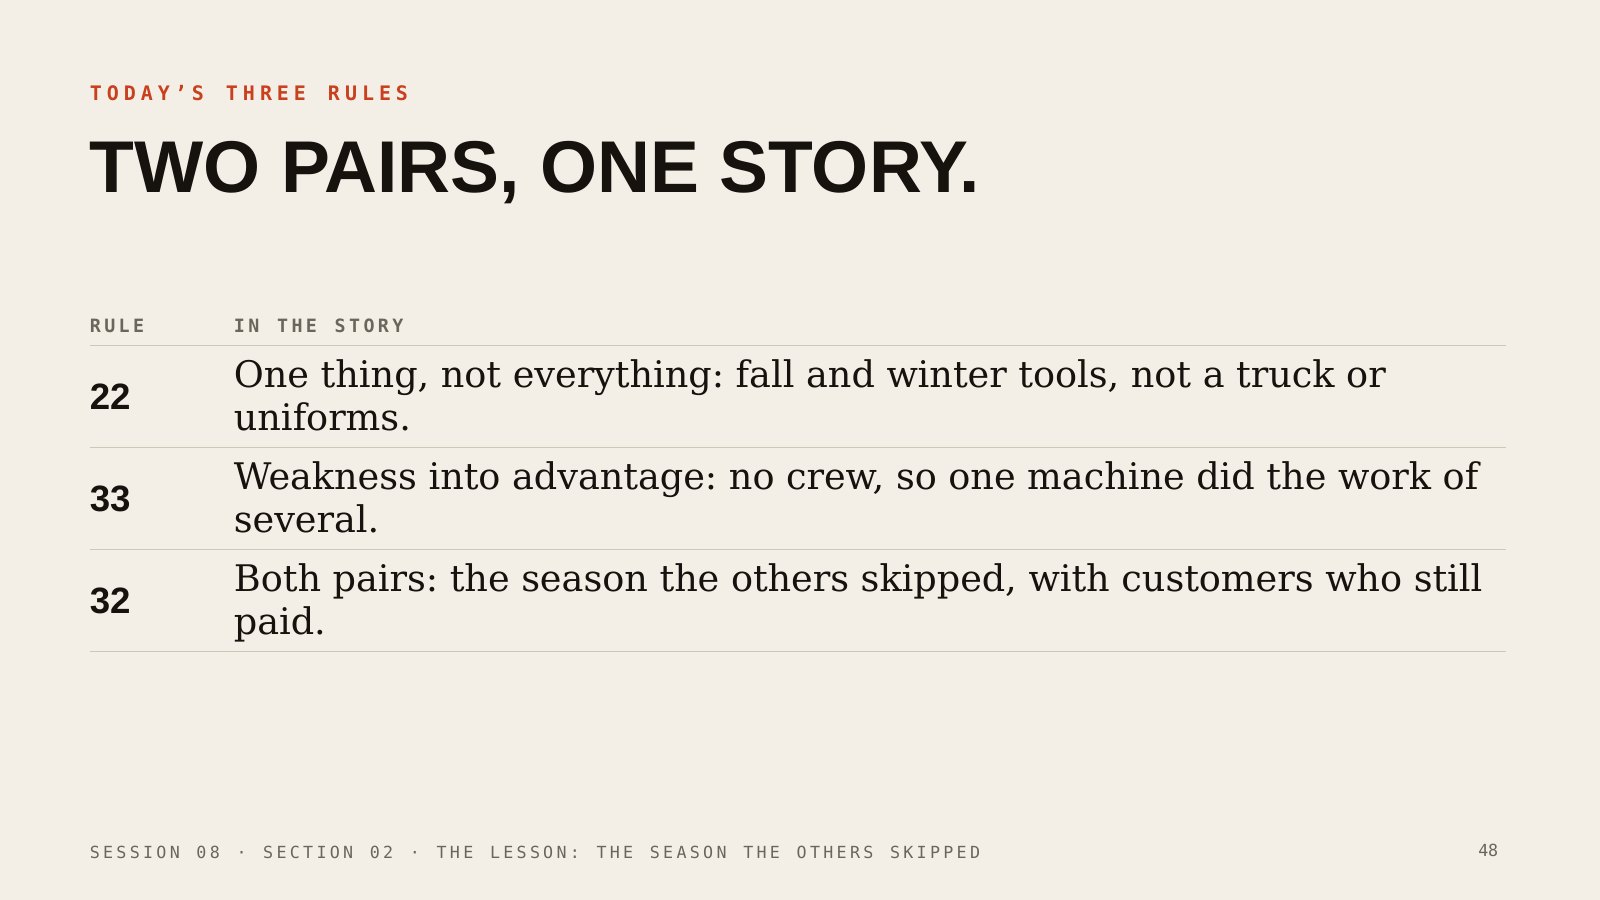 TODAY’S THREE RULES
TWO PAIRS, ONE STORY.
RULE IN THE STORY
22 One thing, not everything: fall and winter tools, not a truck or
uniforms.
33 Weakness into advantage: no crew, so one machine did the work of
several.
32 Both pairs: the season the others skipped, with customers who still
paid.
SESSION 08 · SECTION 02 · THE LESSON: THE SEASON THE OTHERS SKIPPED 48